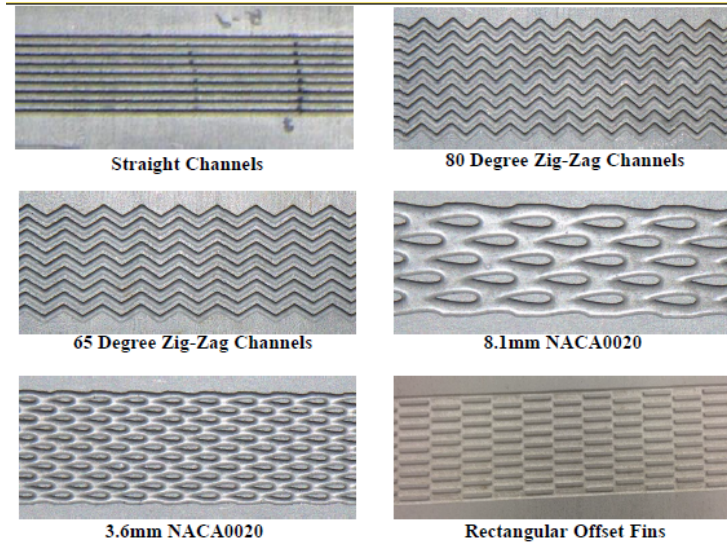 Straight Channels
80 Degree Zig-Zag Channels
65 Degree Zig-Zag Channels
8.1mm NACA0020
3.6mm NACA0020
Rectangular Offset Fins